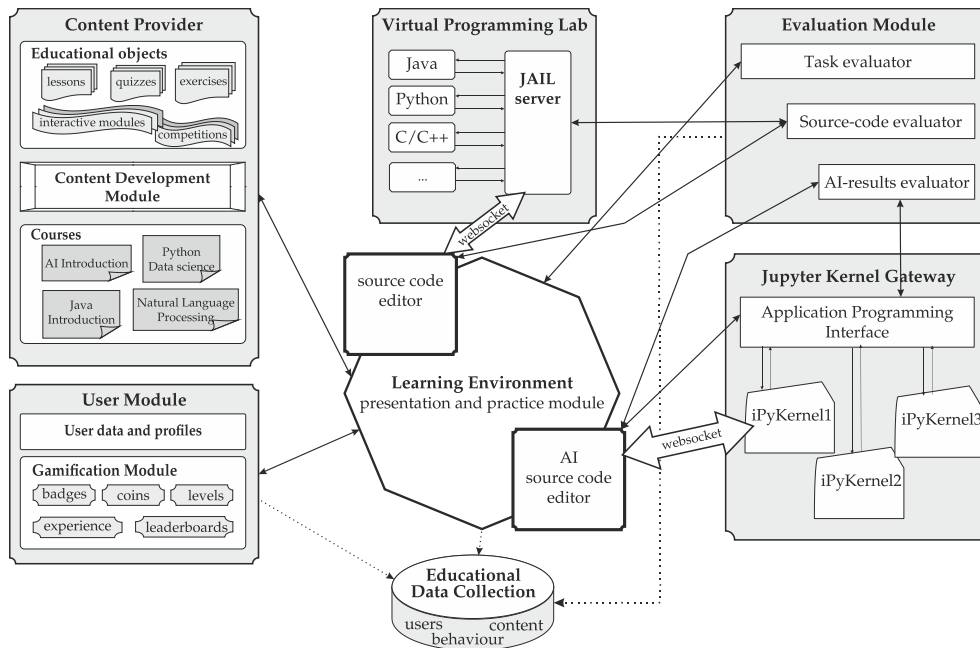 Content Provider
Educational objects
lessons
quizzes
exercises
interactive modules
competitions
Content Development
Module
Courses
AI Introduction
Python
Data science
Java
Introduction
Natural Language
Processing
User Module
User data and profiles
Gamification Module
badges
coins
levels
experience
leaderboards
Virtual Programming Lab
Java
Python
C/C++
...
JAIL
server
websocket
source code
editor
Learning Environment
presentation and practice module
AI
source code
editor
websocket
Educational
Data Collection
users
content
behaviour
Evaluation Module
Task evaluator
Source-code evaluator
AI-results evaluator
Jupyter Kernel Gateway
Application Programming
Interface
iPyKernel1
iPyKernel2
iPyKernel3